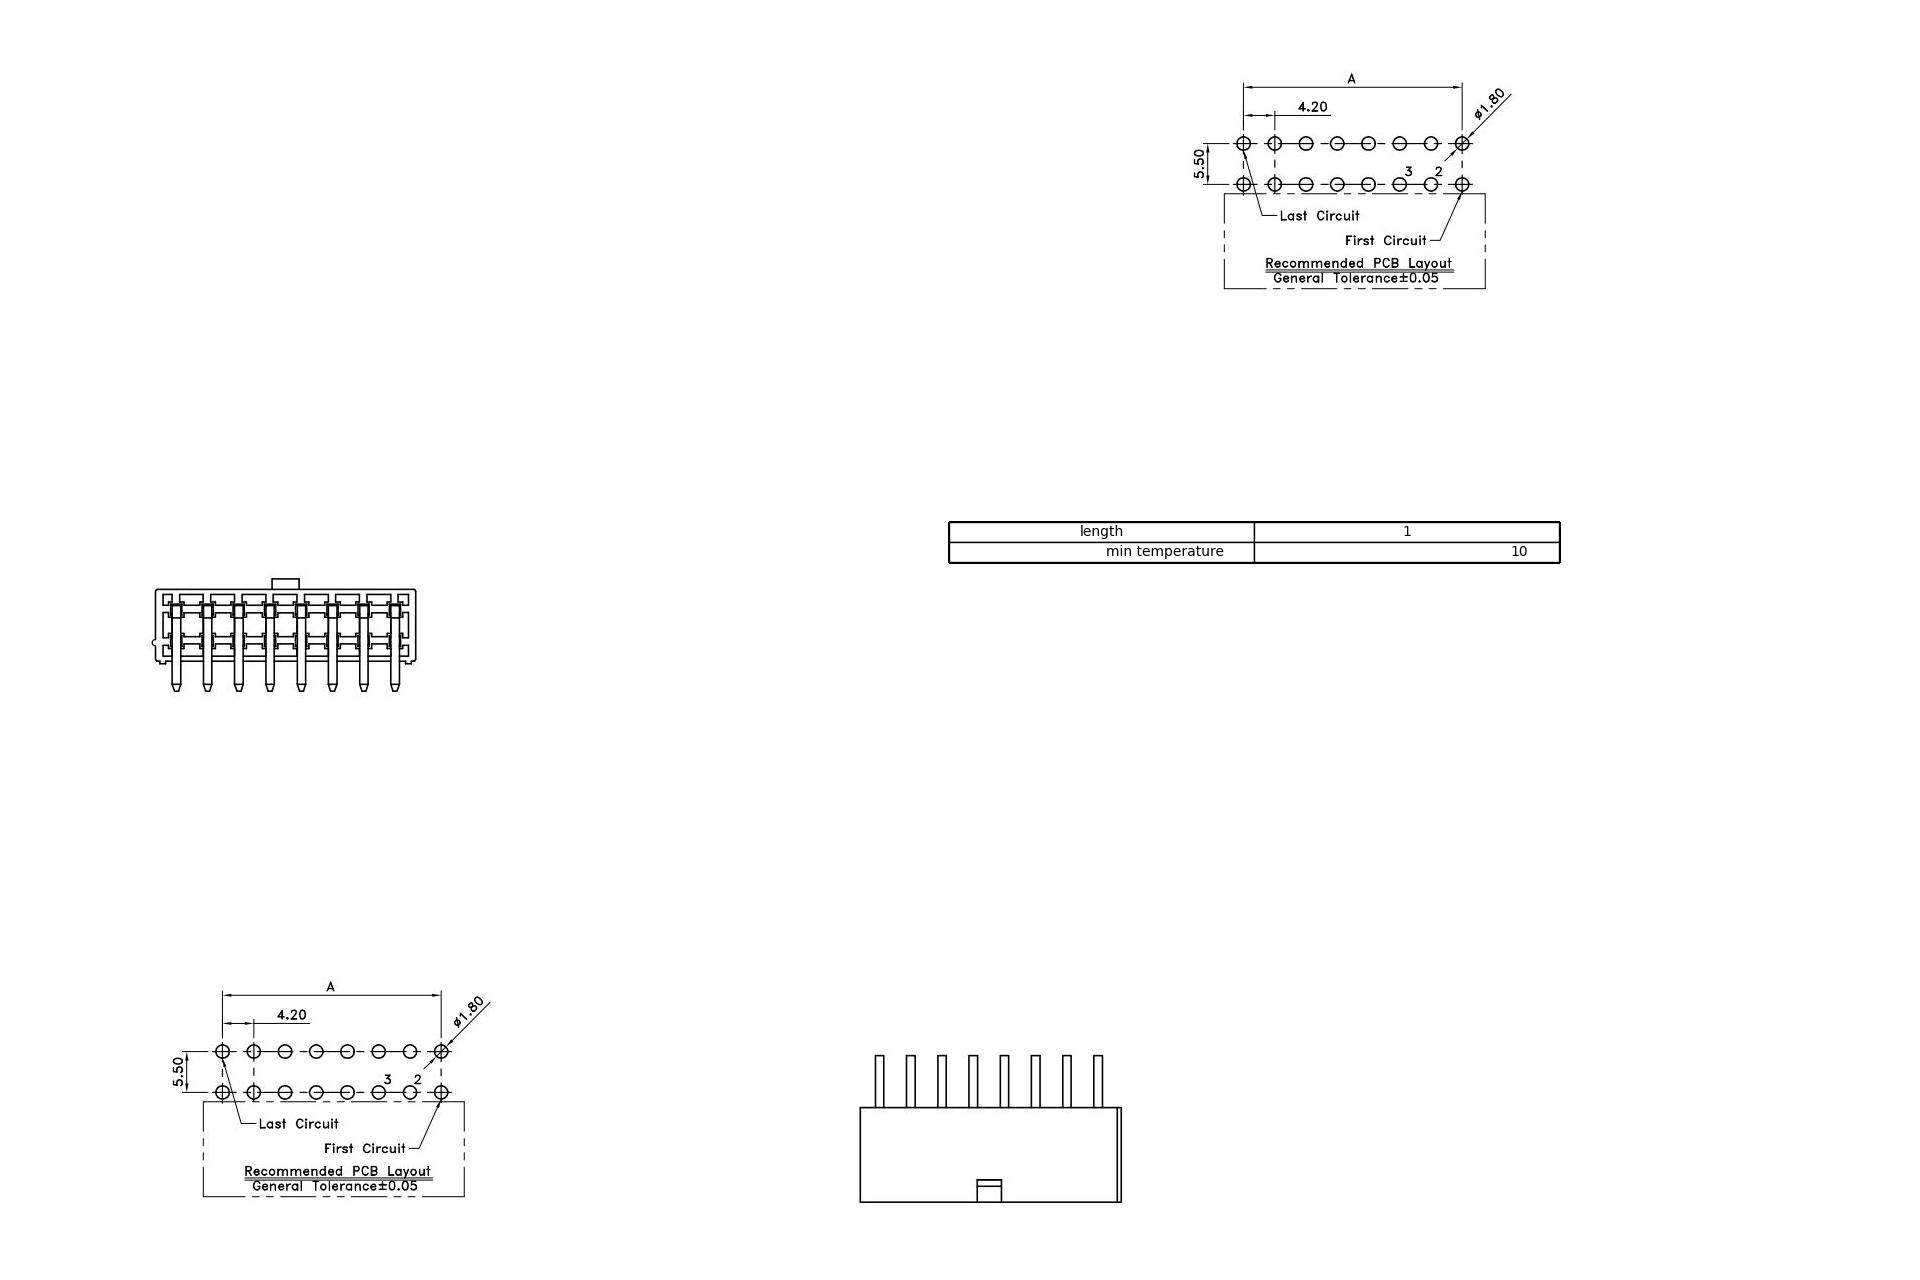 A
4.20
ø1.80
5.50
3 2
Last Circuit
First Circuit
Recommended PCB Layout
General Tolerance±0.05
length 1
min temperature 10
A
4.20
ø1.80
5.50
3 2
Last Circuit
First Circuit
Recommended PCB Layout
General Tolerance±0.05